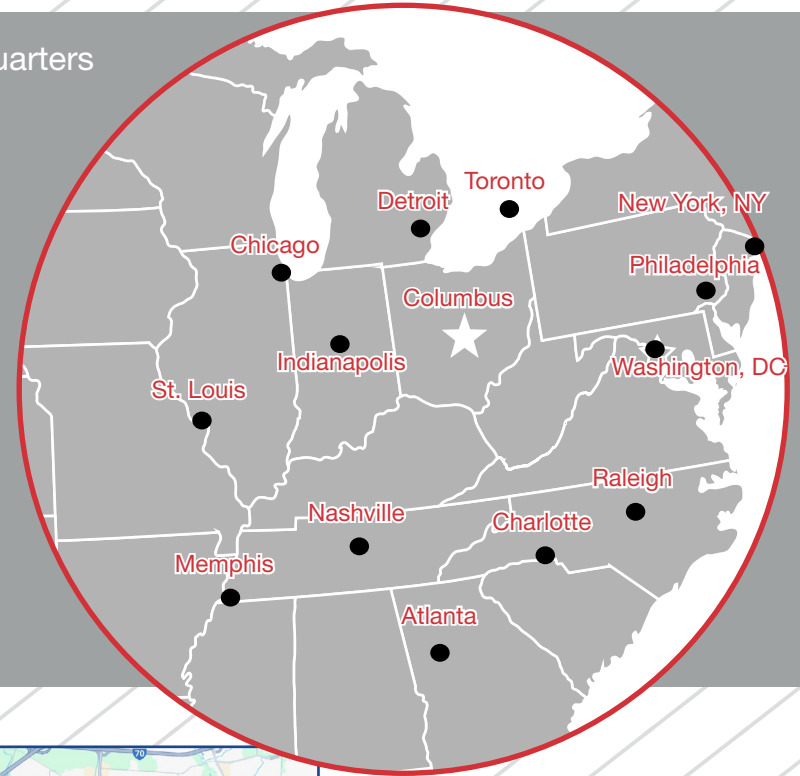 Toronto
Detroit
New York, NY
Chicago
Philadelphia
Columbus
Indianapolis
Washington, DC
St. Louis
Raleigh
Nashville
Charlotte
Memphis
Atlanta
70